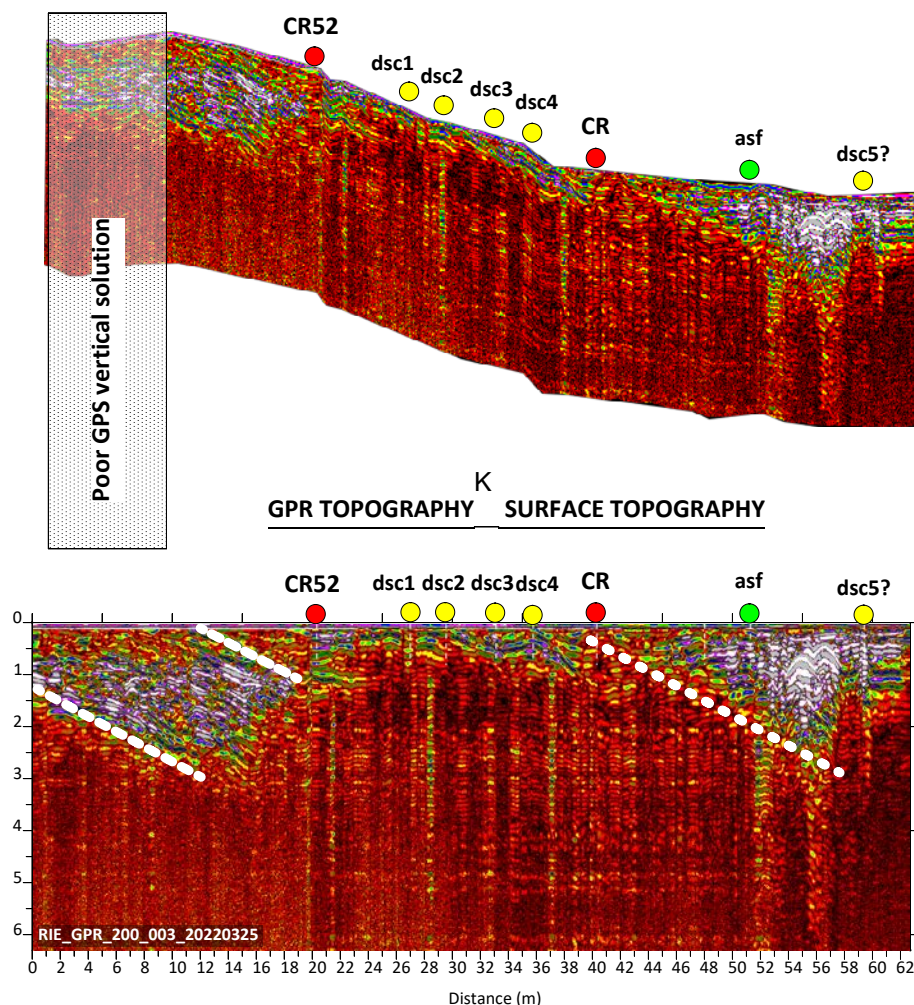 CR52
dsc1
dsc2
dsc3
dsc4
CR
asf
dsc5?
Poor GPS vertical solution
K
GPR TOPOGRAPHY SURFACE TOPOGRAPHY
CR52 dsc1 dsc2 dsc3 dsc4 CR asf dsc5?
0
1
2
3
4
5
6
RIE_GPR_200_003_20220325
0 2 4 6 8 10 12 14 16 18 20 22 24 26 28 30 32 34 36 38 40 42 44 46 48 50 52 54 56 58 60 62
Distance (m)